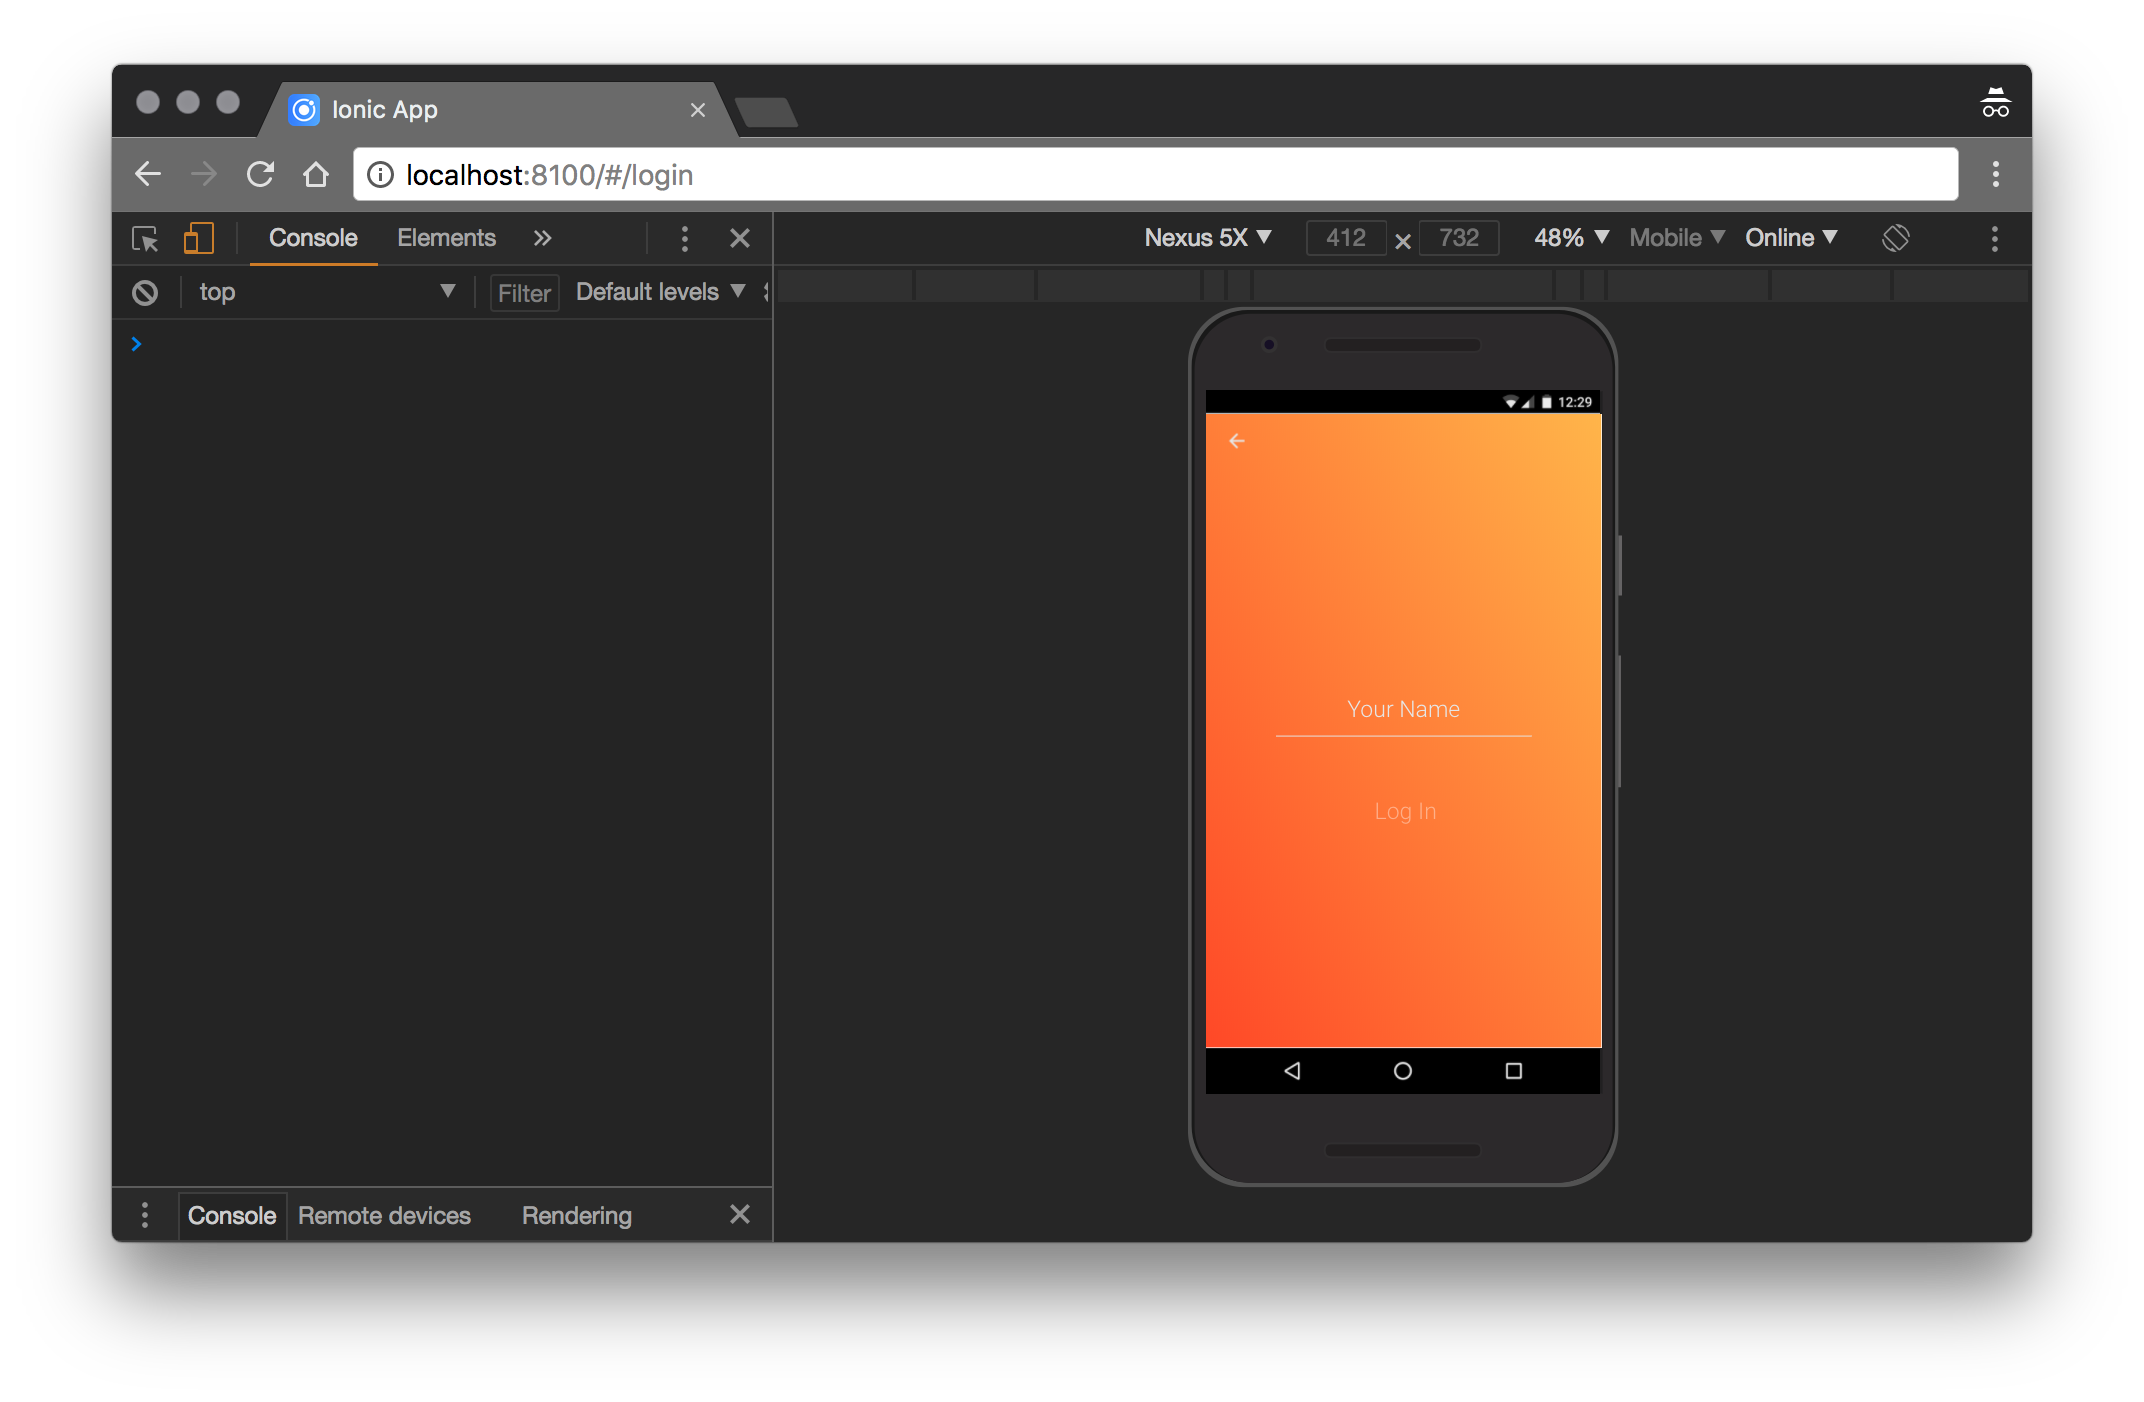 Ionic App
localhost:8100/#/login
Console Elements
Nexus 5X 412 × 732 48% Mobile Online
top Filter Default levels
12:29
Your Name
Log In
Console Remote devices Rendering